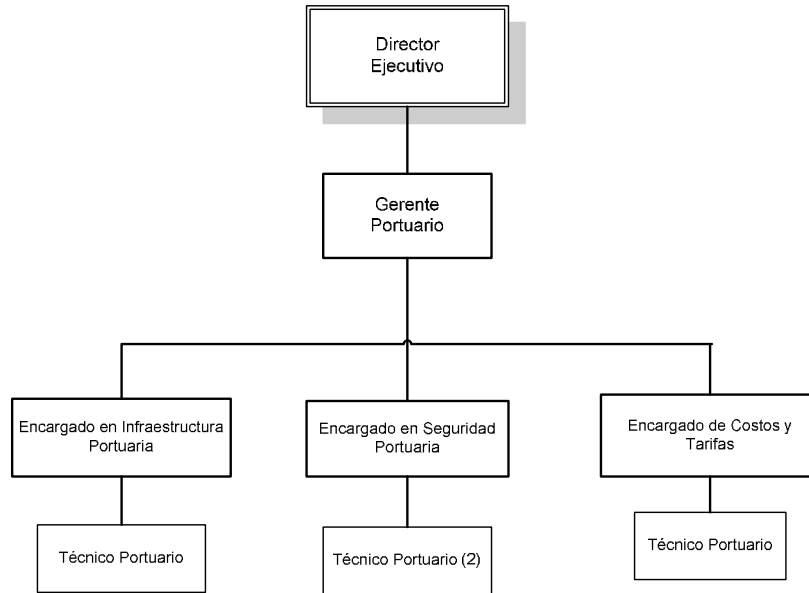 Director
Ejecutivo
Gerente
Portuario
Encargado en Infraestructura
Portuaria
Encargado en Seguridad
Portuaria
Encargado de Costos y
Tarifas
Técnico Portuario
Técnico Portuario (2)
Técnico Portuario